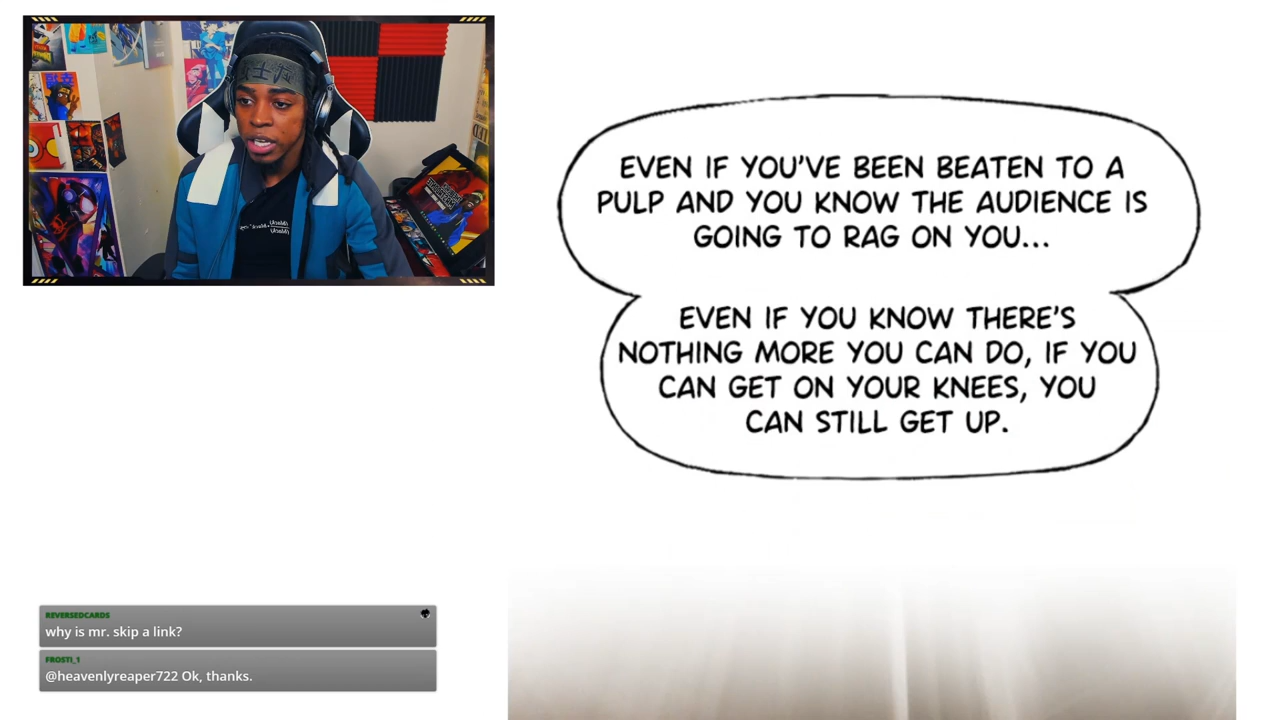 EVEN IF YOU'VE BEEN BEATEN TO A
PULP AND YOU KNOW THE AUDIENCE IS
GOING TO RAG ON YOU...
EVEN IF YOU KNOW THERE'S
NOTHING MORE YOU CAN DO, IF YOU
CAN GET ON YOUR KNEES, YOU
CAN STILL GET UP.
REVERSEDCARDS
why is mr. skip a link?
FROSTI_1
@heavenlyreaper722 Ok, thanks.